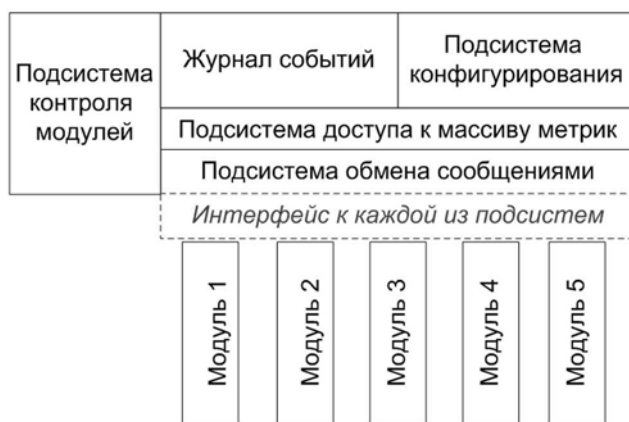 Подсистема
контроля
модулей
Журнал событий
Подсистема
конфигурирования
Подсистема доступа к массиву метрик
Подсистема обмена сообщениями
Интерфейс к каждой из подсистем
Модуль 1
Модуль 2
Модуль 3
Модуль 4
Модуль 5